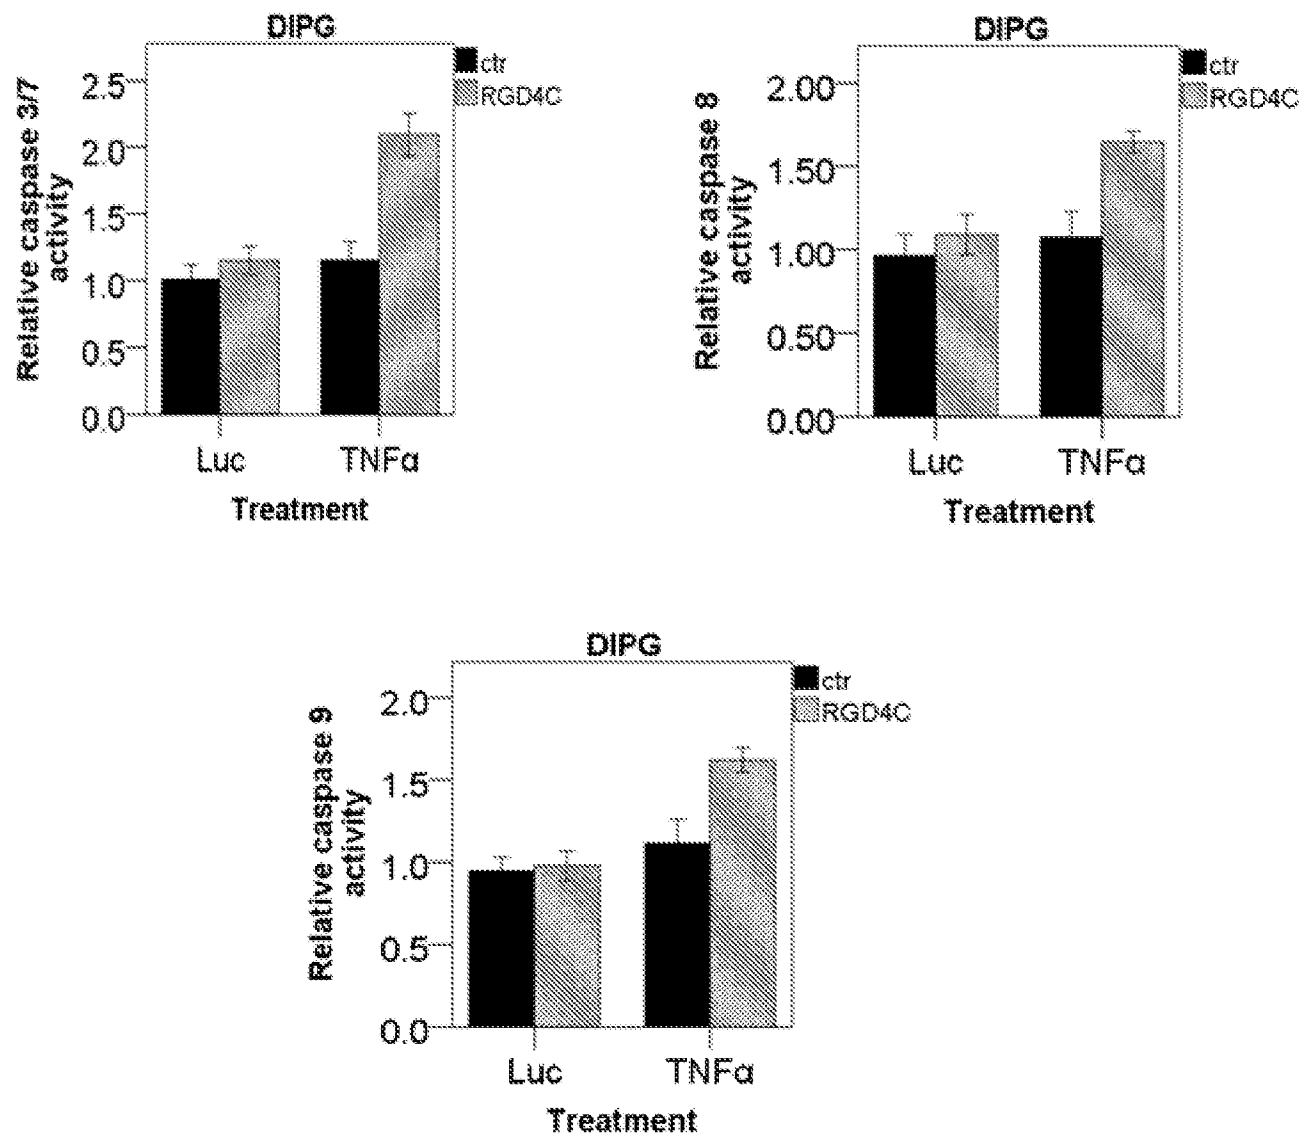 DIPG
ctr
RGD4C
2.5
2.0
1.5
1.0
0.5
0.0
Relative caspase 3/7
activity
Luc TNFα
Treatment
DIPG
ctr
RGD4C
2.00
1.50
1.00
0.50
0.00
Relative caspase 8
activity
Luc TNFα
Treatment
DIPG
ctr
RGD4C
2.0
1.5
1.0
0.5
0.0
Relative caspase 9
activity
Luc TNFα
Treatment